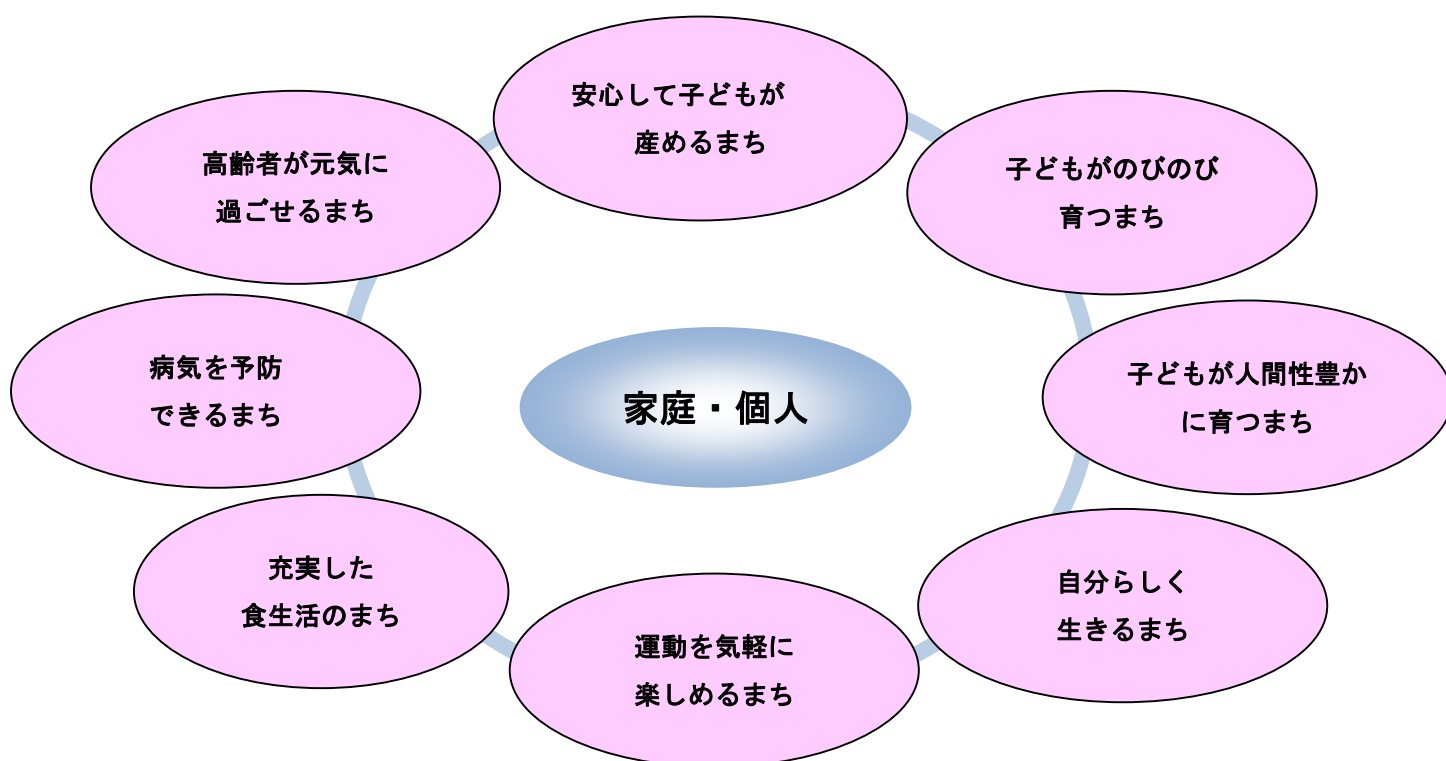 安心して子どもが
産めるまち
高齢者が元気に
過ごせるまち
子どもがのびのび
育つまち
病気を予防
できるまち
家庭・個人
子どもが人間性豊か
に育つまち
充実した
食生活のまち
自分らしく
生きるまち
運動を気軽に
楽しめるまち